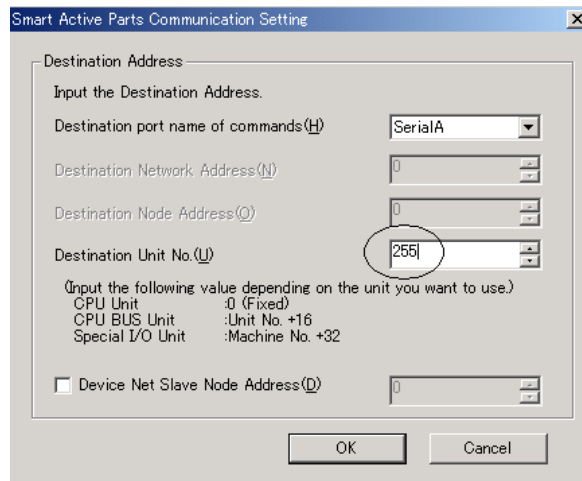 Smart Active Parts Communication Setting
Destination Address
Input the Destination Address.
Destination port name of commands(H) SerialA
Destination Network Address(N) 0
Destination Node Address(O) 0
Destination Unit No.(U) 255
(Input the following value depending on the unit you want to use.)
CPU Unit :0 (Fixed)
CPU BUS Unit :Unit No. +16
Special I/O Unit :Machine No. +32
Device Net Slave Node Address(D) 0
OK Cancel